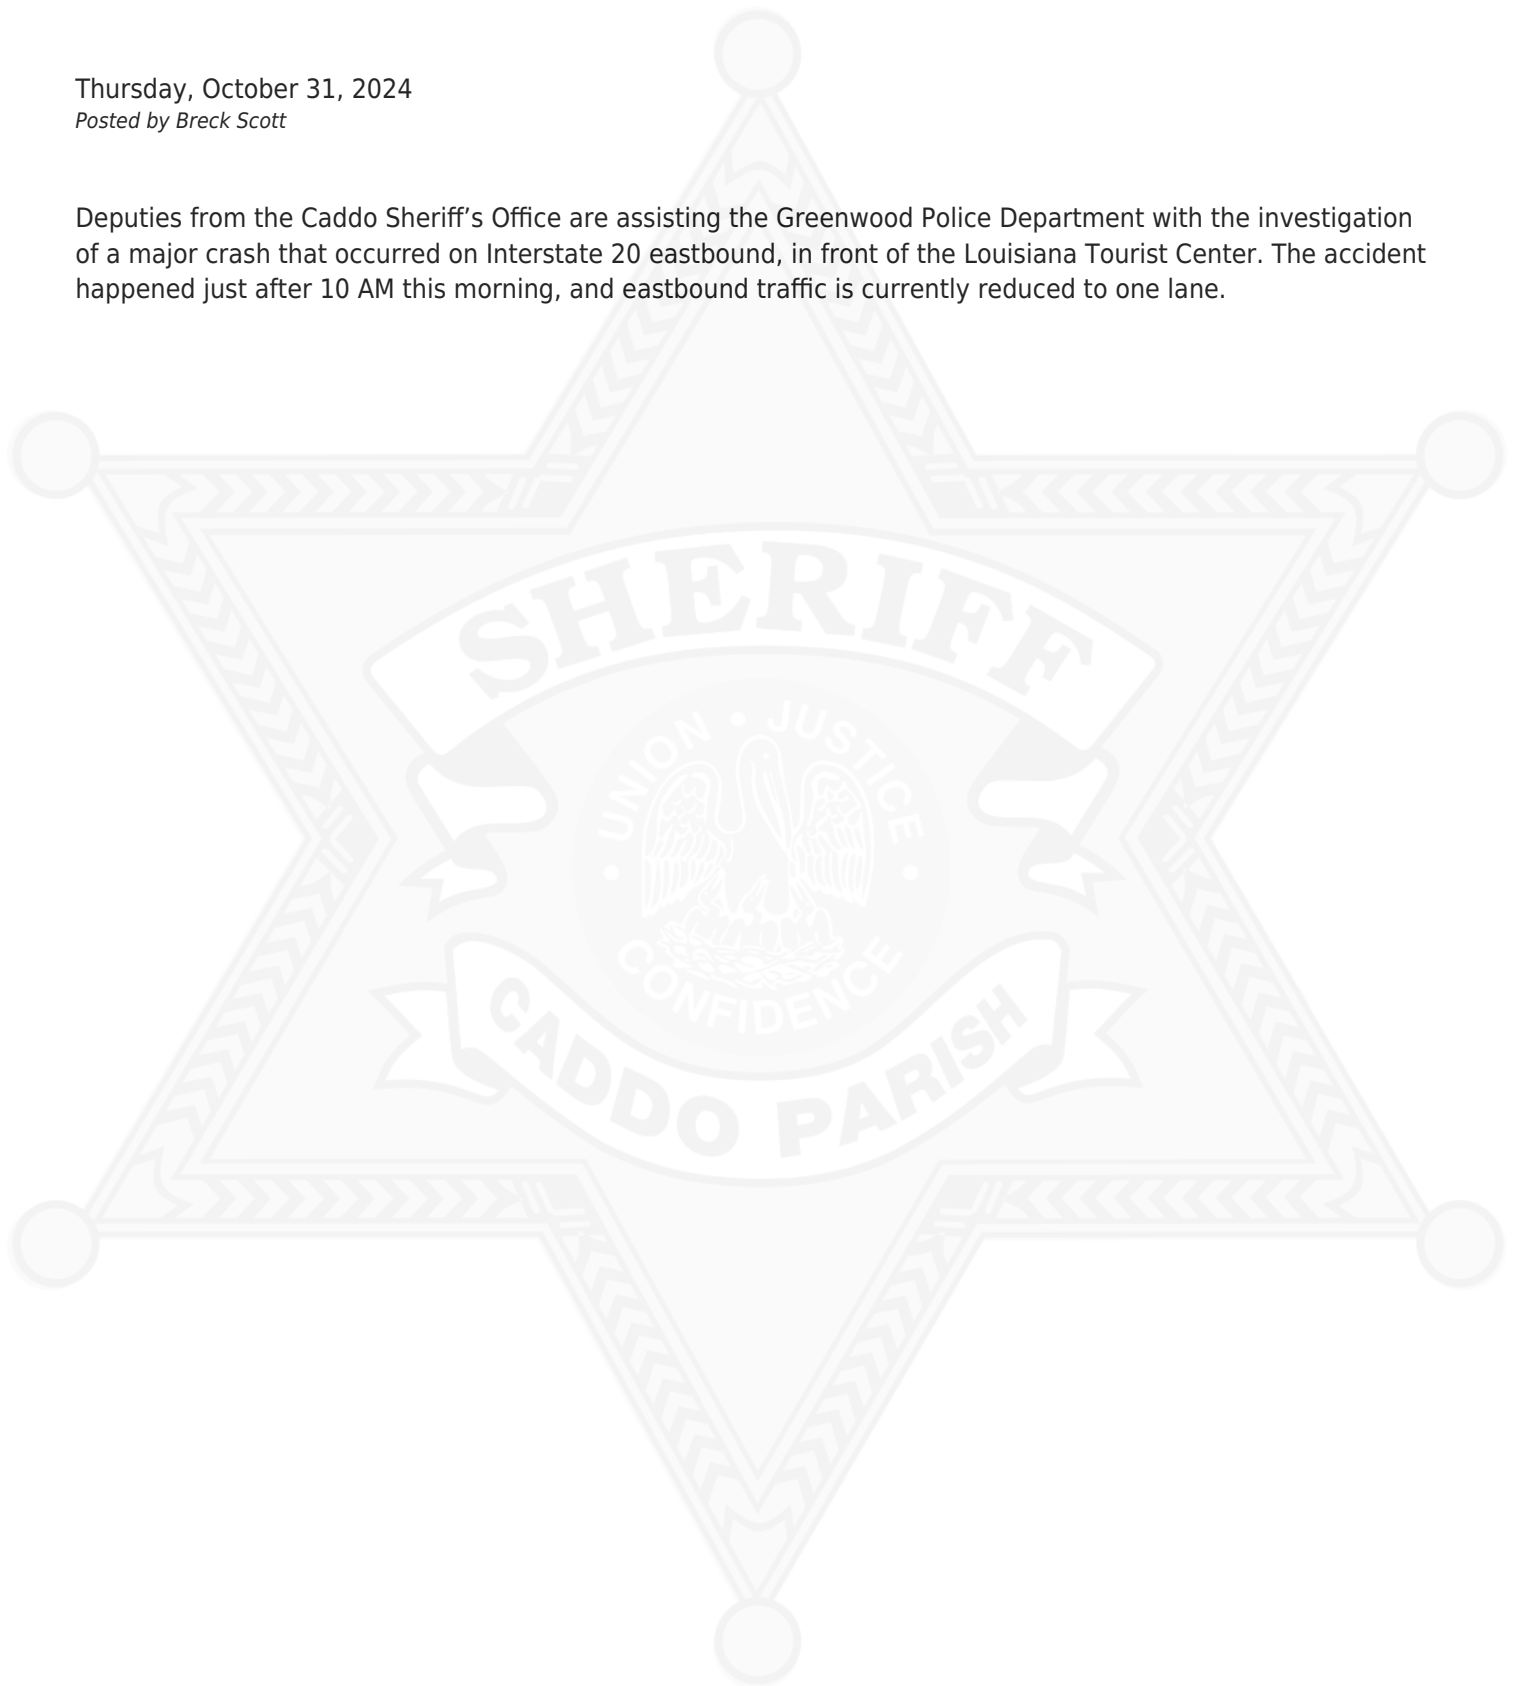 Thursday, October 31, 2024
Posted by Breck Scott
Deputies from the Caddo Sheriff’s Office are assisting the Greenwood Police Department with the investigation
of a major crash that occurred on Interstate 20 eastbound, in front of the Louisiana Tourist Center. The accident
happened just after 10 AM this morning, and eastbound traffic is currently reduced to one lane.
SHERIFF
UNION • JUSTICE
• CONFIDENCE •
CADDO PARISH